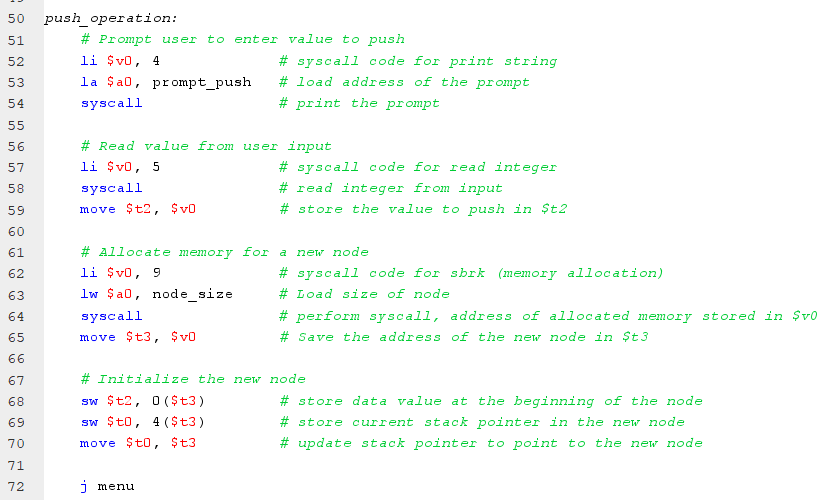 50 push_operation:
51 # Prompt user to enter value to push
52 li $v0, 4 # syscall code for print string
53 la $a0, prompt_push # load address of the prompt
54 syscall # print the prompt
55
56 # Read value from user input
57 li $v0, 5 # syscall code for read integer
58 syscall # read integer from input
59 move $t2, $v0 # store the value to push in $t2
60
61 # Allocate memory for a new node
62 li $v0, 9 # syscall code for sbrk (memory allocation)
63 lw $a0, node_size # Load size of node
64 syscall # perform syscall, address of allocated memory stored in $v0
65 move $t3, $v0 # Save the address of the new node in $t3
66
67 # Initialize the new node
68 sw $t2, 0($t3) # store data value at the beginning of the node
69 sw $t0, 4($t3) # store current stack pointer in the new node
70 move $t0, $t3 # update stack pointer to point to the new node
71
72 j menu